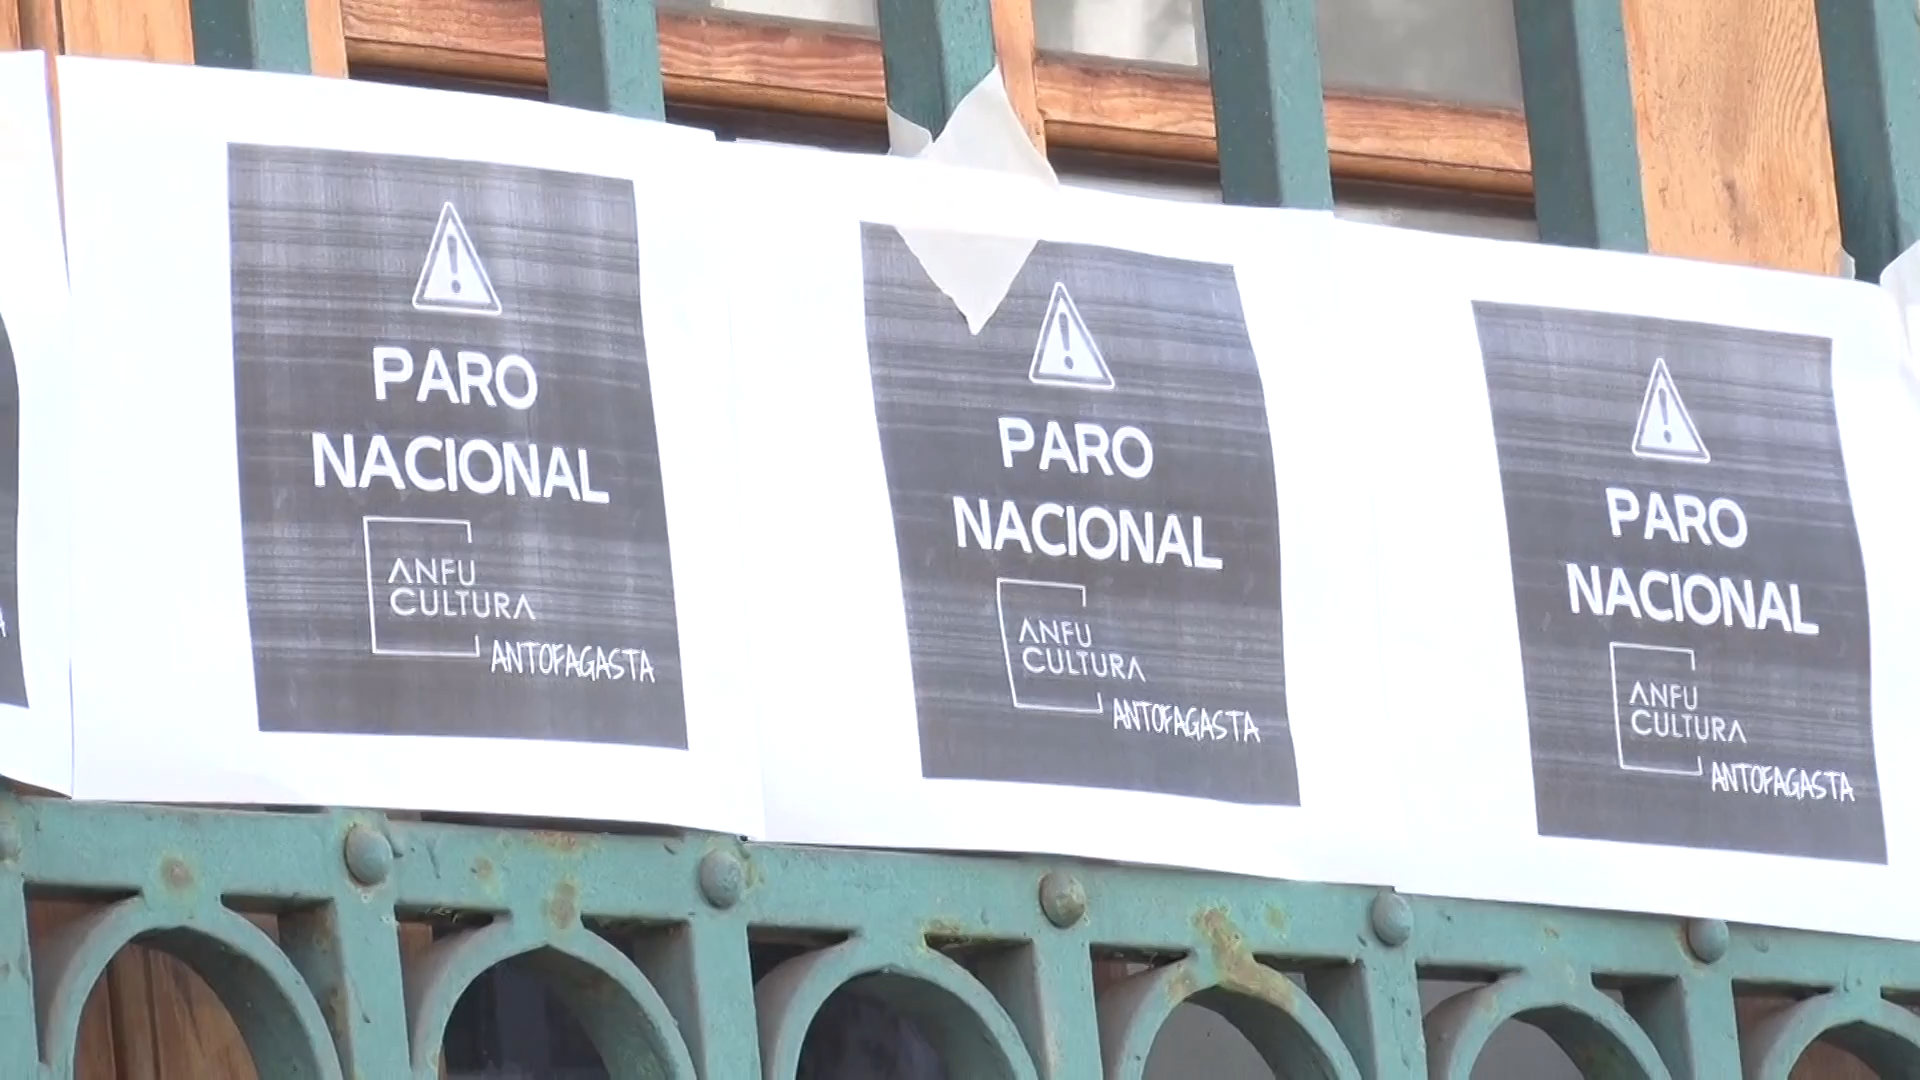 PARO
NACIONAL
ANFU
CULTURA
ANTOFAGASTA
PARO
NACIONAL
ANFU
CULTURA
ANTOFAGASTA
PARO
NACIONAL
ANFU
CULTURA
ANTOFAGASTA